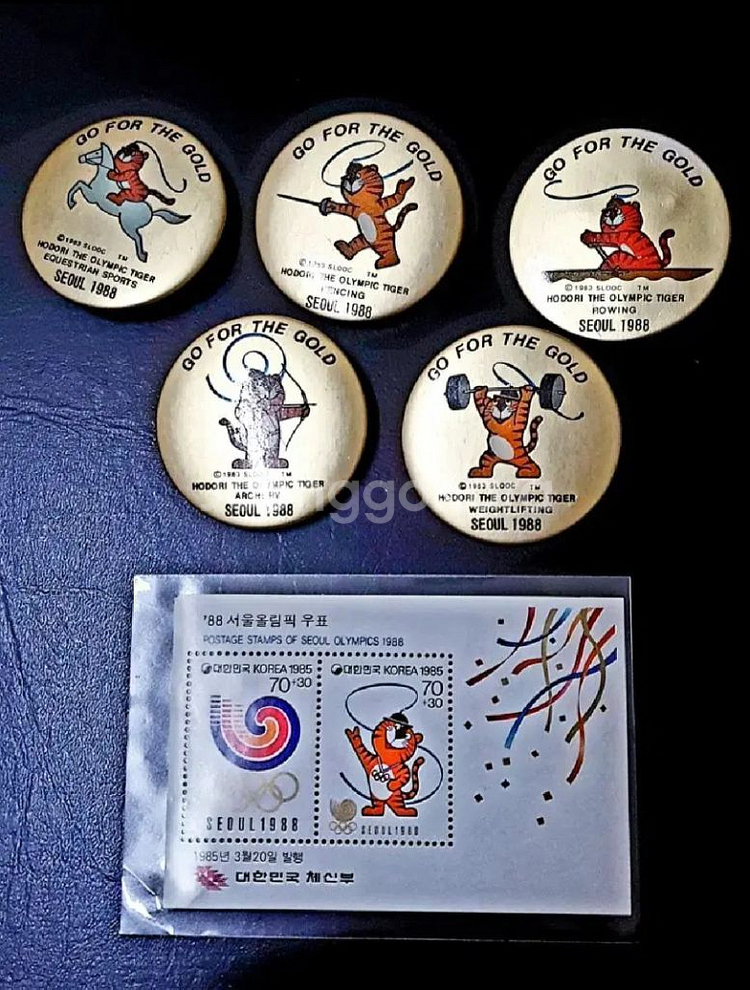 GO FOR THE GOLD
©1983 SLOOC TM
HODORI THE OLYMPIC TIGER
EQUESTRIAN SPORTS
SEOUL 1988
GO FOR THE GOLD
©1983 SLOOC TM
HODORI THE OLYMPIC TIGER
FENCING
SEOUL 1988
GO FOR THE GOLD
©1983 SLOOC TM
HODORI THE OLYMPIC TIGER
ROWING
SEOUL 1988
GO FOR THE GOLD
©1983 SLOOC TM
HODORI THE OLYMPIC TIGER
ARCHERY
SEOUL 1988
GO FOR THE GOLD
©1983 SLOOC TM
HODORI THE OLYMPIC TIGER
WEIGHTLIFTING
SEOUL 1988
'88 서울올림픽 우표
POSTAGE STAMPS OF SEOUL OLYMPICS 1988
대한민국 KOREA 1985
70+30
SEOUL 1988
대한민국 KOREA 1985
70
+30
SEOUL 1988
1985년 3월20일 발행
대한민국 체신부